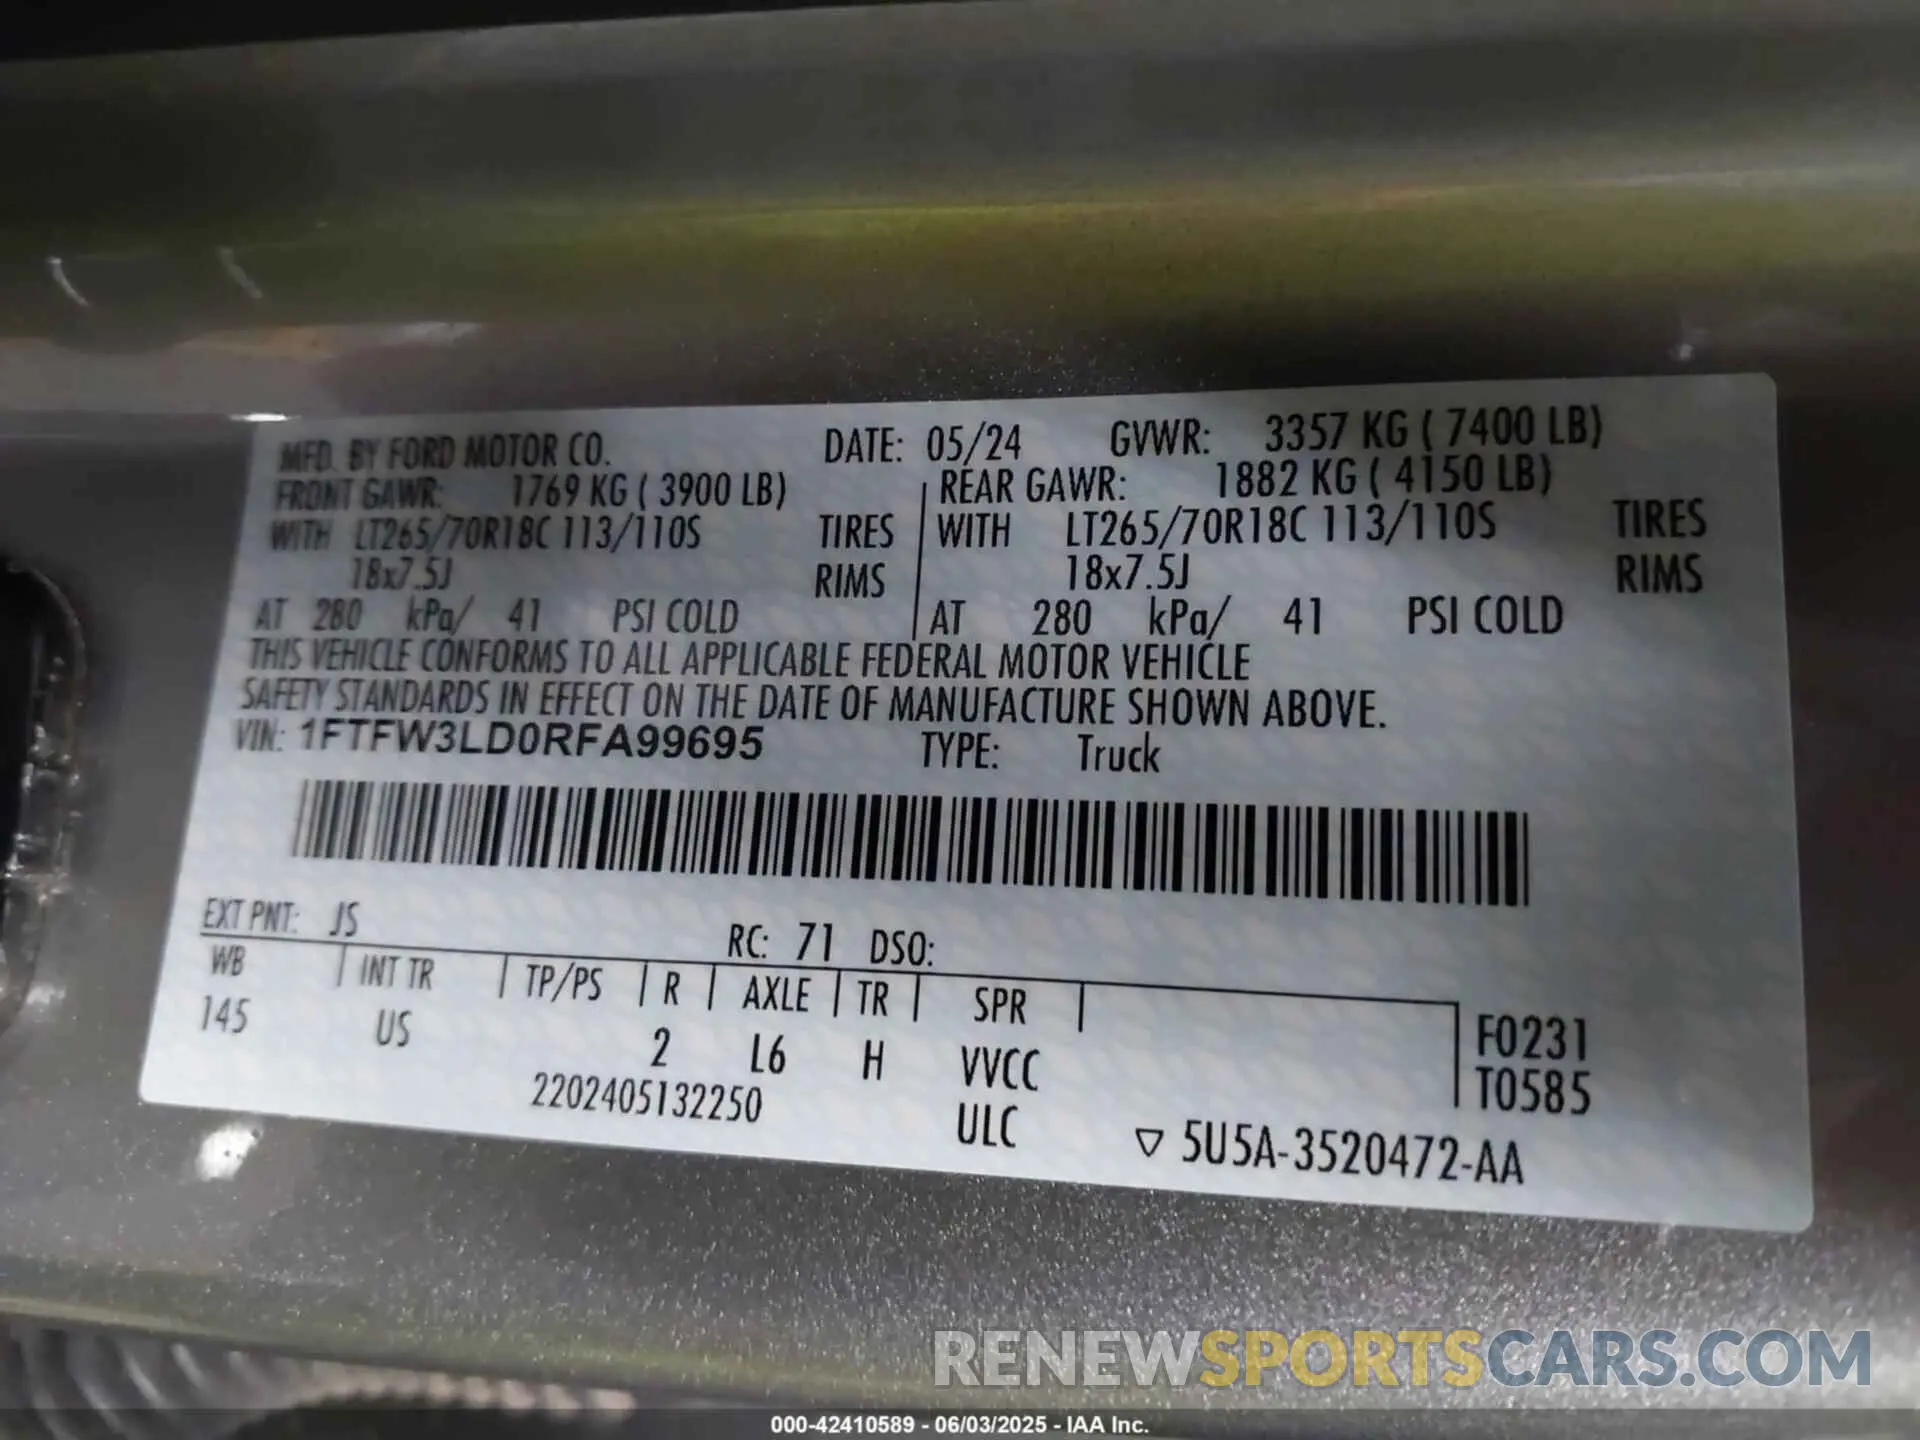 MFD. BY FORD MOTOR CO. DATE: 05/24 GVWR: 3357 KG ( 7400 LB)
FRONT GAWR: 1769 KG ( 3900 LB) REAR GAWR: 1882 KG ( 4150 LB)
WITH LT265/70R18C 113/110S TIRES WITH LT265/70R18C 113/110S TIRES
18x7.5J RIMS 18x7.5J RIMS
AT 280 kPa/ 41 PSI COLD AT 280 kPa/ 41 PSI COLD
THIS VEHICLE CONFORMS TO ALL APPLICABLE FEDERAL MOTOR VEHICLE
SAFETY STANDARDS IN EFFECT ON THE DATE OF MANUFACTURE SHOWN ABOVE.
VIN: 1FTFW3LD0RFA99695 TYPE: Truck
EXT PNT: JS RC: 71 DSO:
WB INT TR TP/PS R AXLE TR SPR
145 US 2 L6 H VVCC F0231
T0585
2202405132250 ULC ▽ 5U5A-3520472-AA
RENEWSPORTSCARS.COM
000-42410589 - 06/03/2025 - IAA Inc.